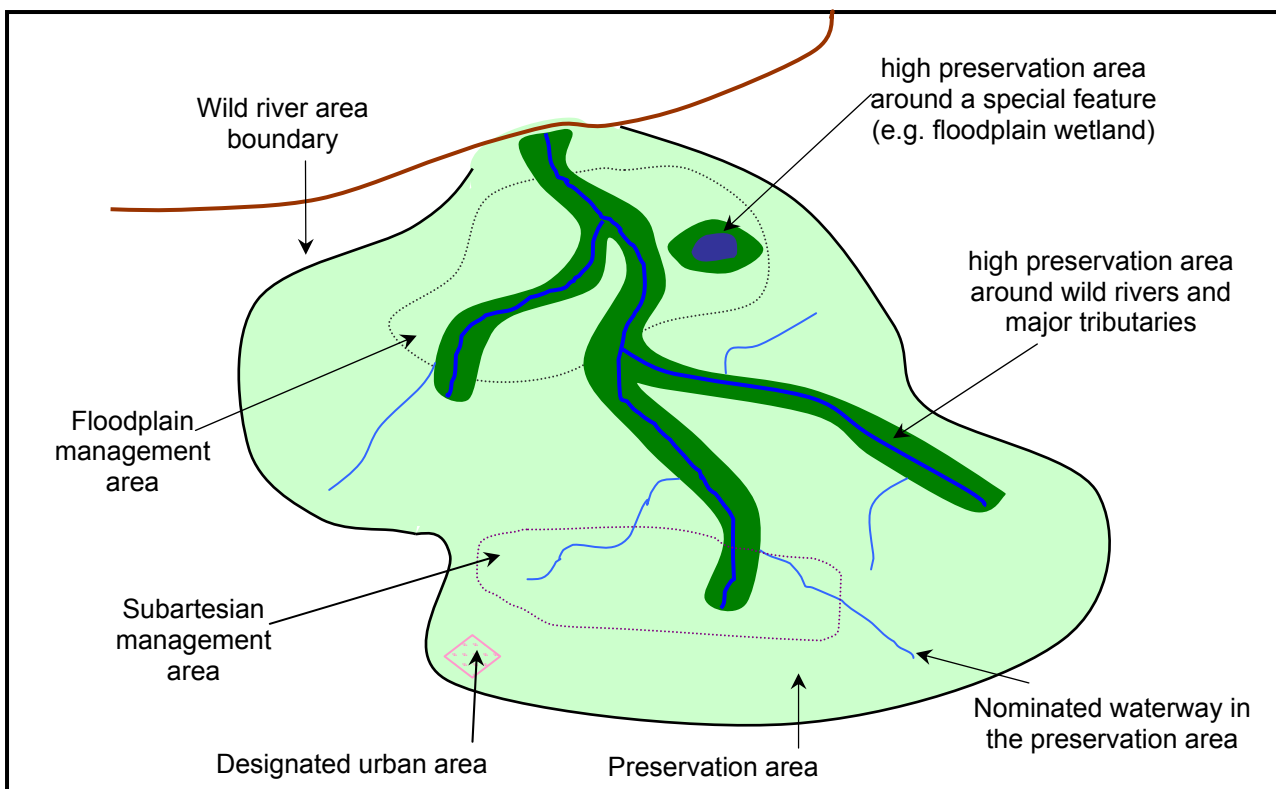 Wild river area
boundary
high preservation area
around a special feature
(e.g. floodplain wetland)
high preservation area
around wild rivers and
major tributaries
Floodplain
management
area
Subartesian
management
area
Designated urban area
Preservation area
Nominated waterway in
the preservation area